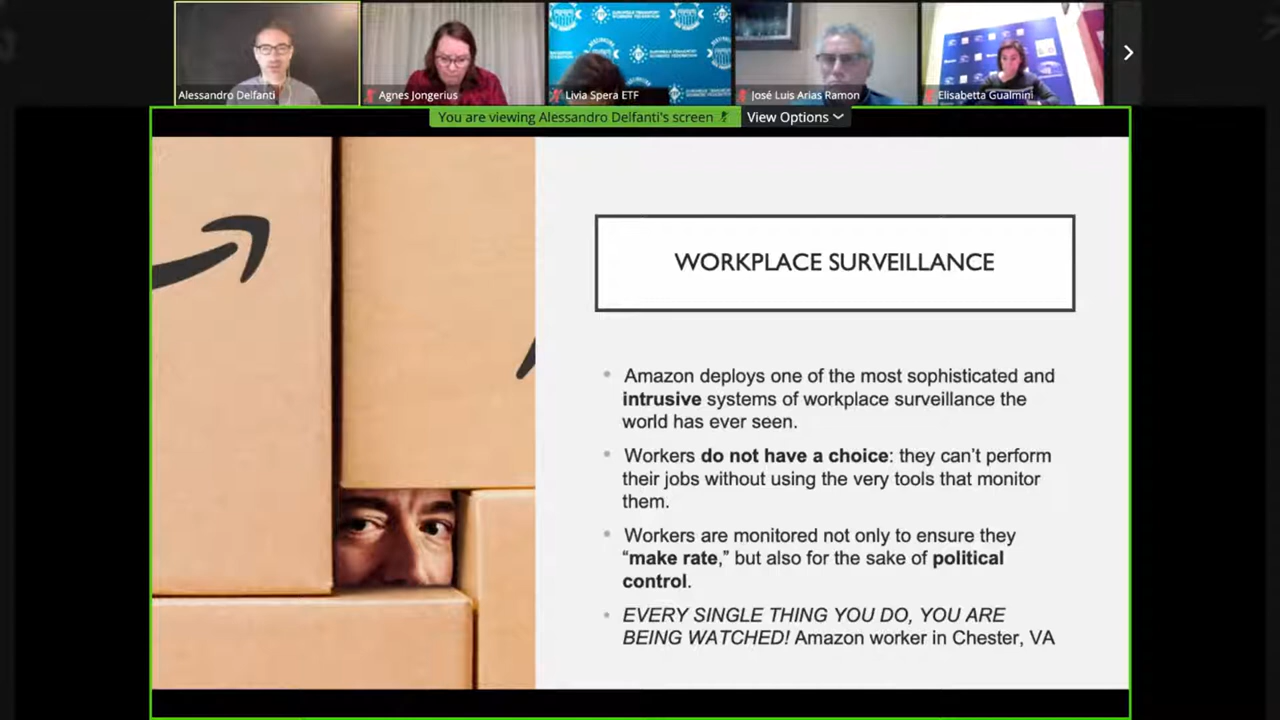 Alessandro Delfanti
Agnes Jongerius
Livia Spera ETF
José Luis Arias Ramon
Elisabetta Gualmini
You are viewing Alessandro Delfanti's screen
View Options
WORKPLACE SURVEILLANCE
Amazon deploys one of the most sophisticated and
intrusive systems of workplace surveillance the
world has ever seen.
Workers do not have a choice: they can’t perform
their jobs without using the very tools that monitor
them.
Workers are monitored not only to ensure they
“make rate,” but also for the sake of political
control.
EVERY SINGLE THING YOU DO, YOU ARE
BEING WATCHED! Amazon worker in Chester, VA